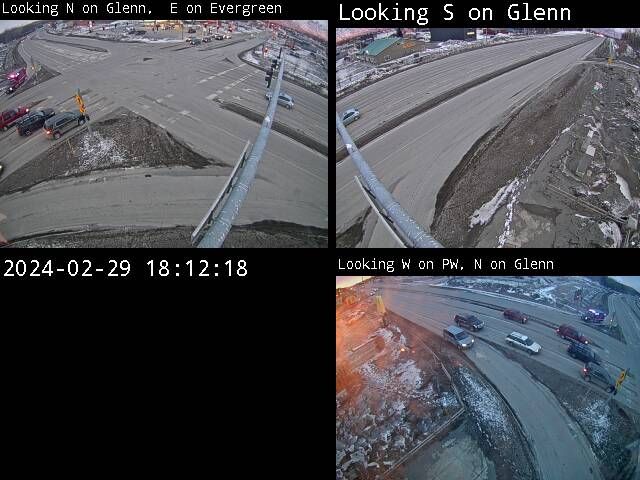 Looking N on Glenn, E on Evergreen
Looking S on Glenn
2024-02-29 18:12:18
Looking W on PW, N on Glenn